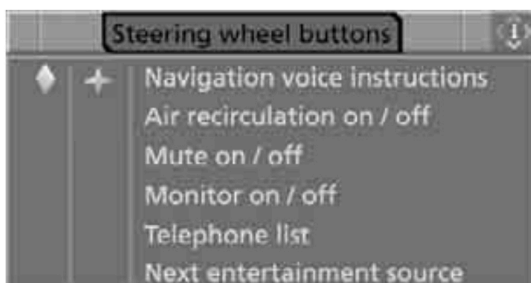 Steering wheel buttons
Navigation voice instructions
Air recirculation on / off
Mute on / off
Monitor on / off
Telephone list
Next entertainment source